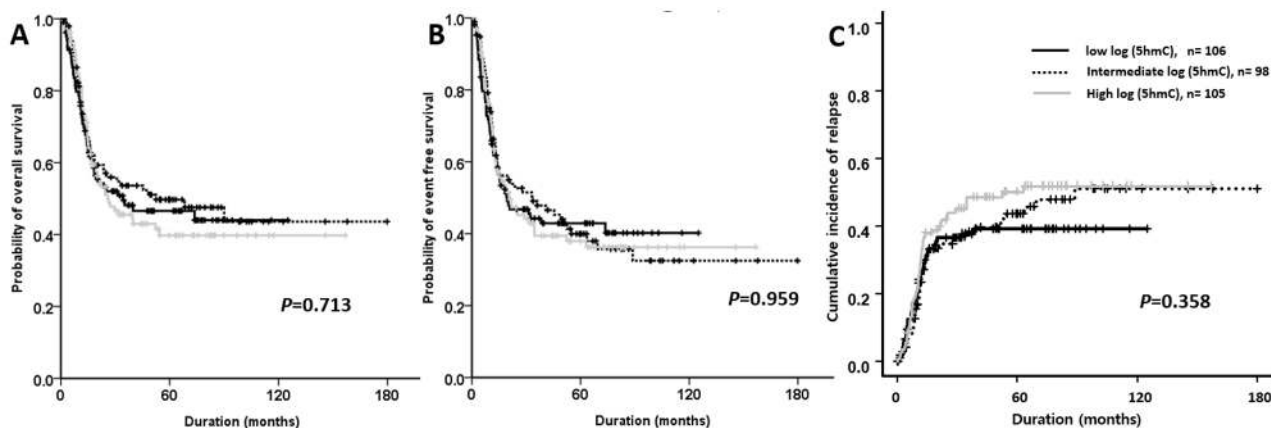 A
Probability of overall survival
1.0
0.8
0.6
0.4
0.2
0.0
P=0.713
0
60
120
180
Duration (months)
B
Probability of event free survival
1.0
0.8
0.6
0.4
0.2
0.0
P=0.959
0
60
120
180
Duration (months)
C
Cumulative incidence of relapse
1.0
0.8
0.6
0.4
0.2
0.0
low log (5hmC), n= 106
Intermediate log (5hmC), n= 98
High log (5hmC), n= 105
P=0.358
0
60
120
180
Duration (months)